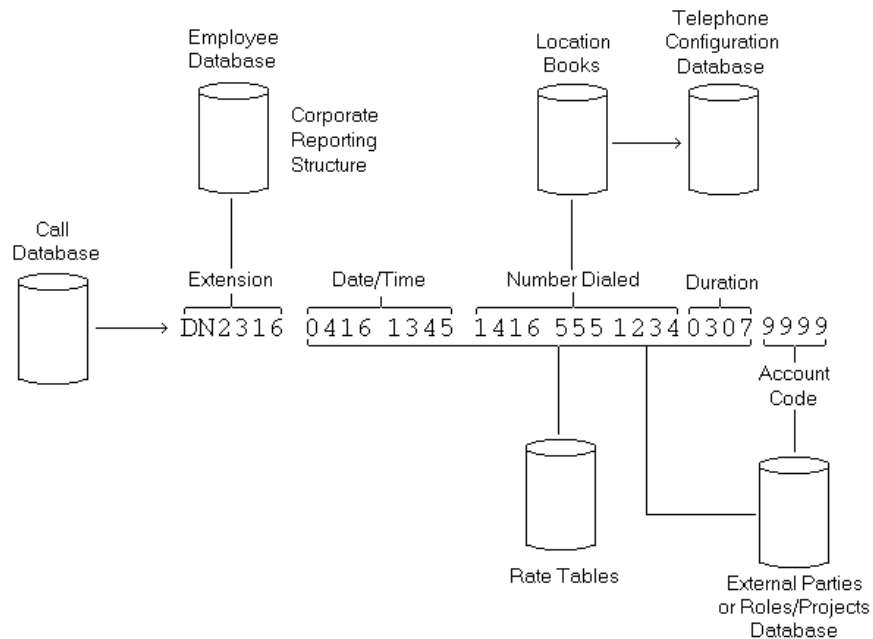 Employee
Database
Location
Books
Telephone
Configuration
Database
Corporate
Reporting
Structure
Call
Database
Extension
Date/Time
Number Dialed
Duration
DN2316 0416 1345 1416 555 1234 0307 9999
Account
Code
Rate Tables
External Parties
or Roles/Projects
Database